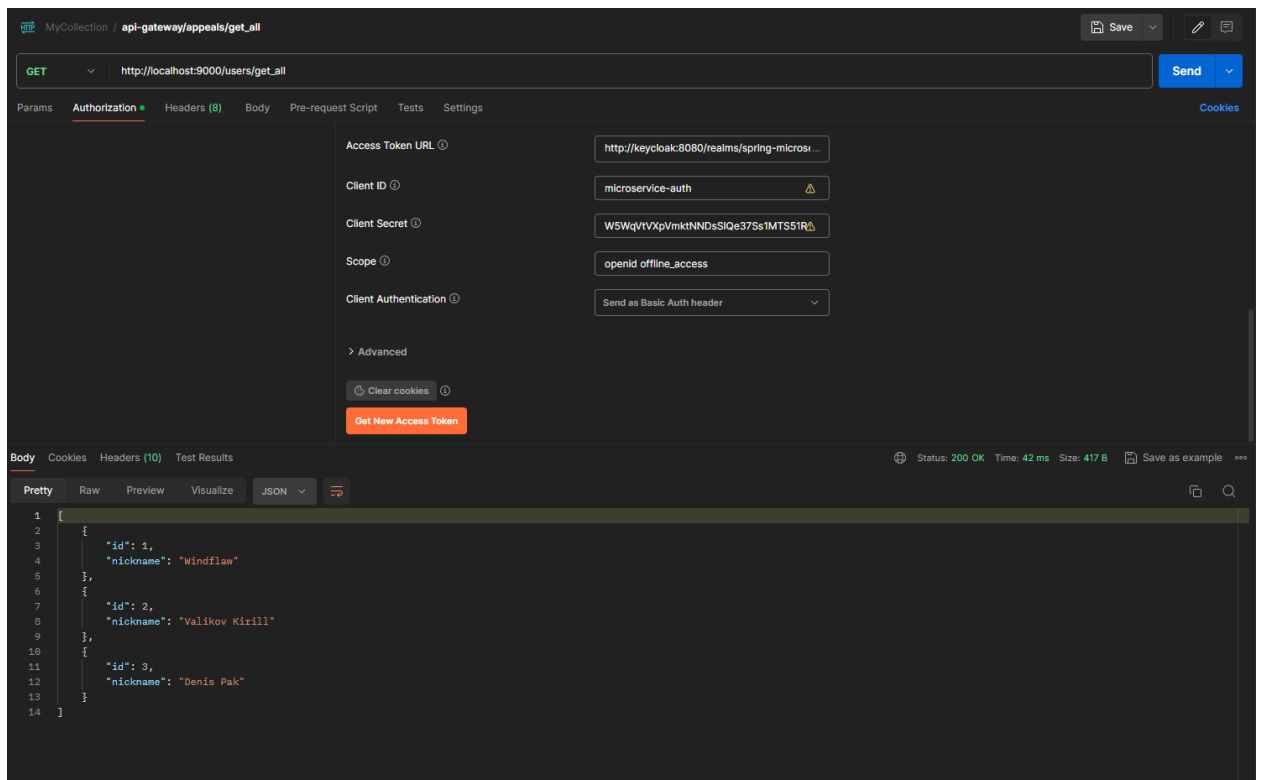 HTTP MyCollection / api-gateway/appeals/get_all Save
GET http://localhost:9000/users/get_all Send
Params Authorization Headers (8) Body Pre-request Script Tests Settings Cookies
Access Token URL http://keycloak:8080/realms/spring-micros...
Client ID microservice-auth
Client Secret
Scope openid offline_access
Client Authentication Send as Basic Auth header
Advanced
Clear cookies
Get New Access Token
Body Cookies Headers (10) Test Results Status: 200 OK Time: 42 ms Size: 417 B Save as example
Pretty Raw Preview Visualize JSON
1 [
2 {
3 "id": 1,
4 "nickname": "Windflaw"
5 },
6 {
7 "id": 2,
8 "nickname": "Valikov Kirill"
9 },
10 {
11 "id": 3,
12 "nickname": "Denis Pak"
13 }
14 ]